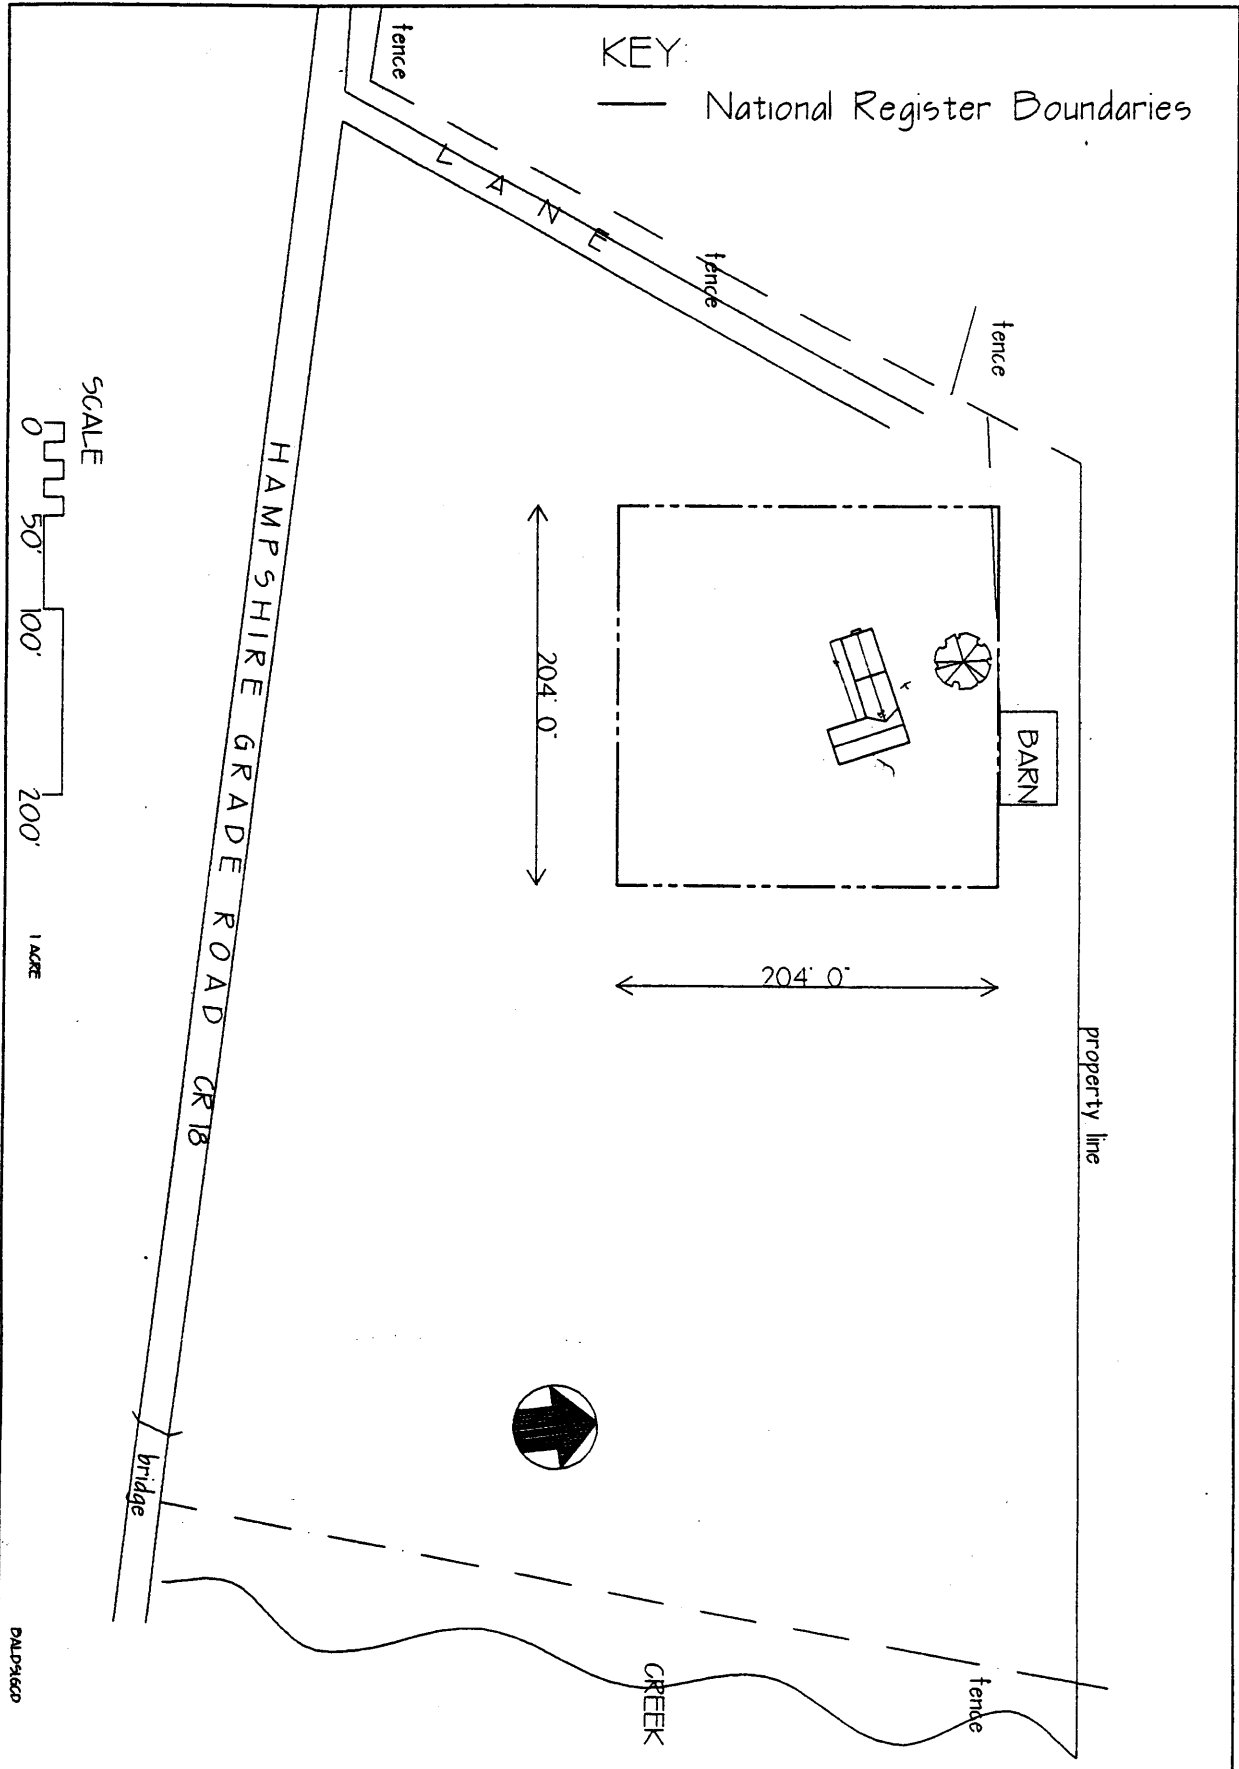 KEY:
National Register Boundaries
fence
LANE
fence
fence
SCALE
0 50' 100' 200'
HAMPSHIRE GRADE ROAD CR 18
204' 0"
BARN
204' 0"
1 ACRE
property line
bridge
CREEK
fence